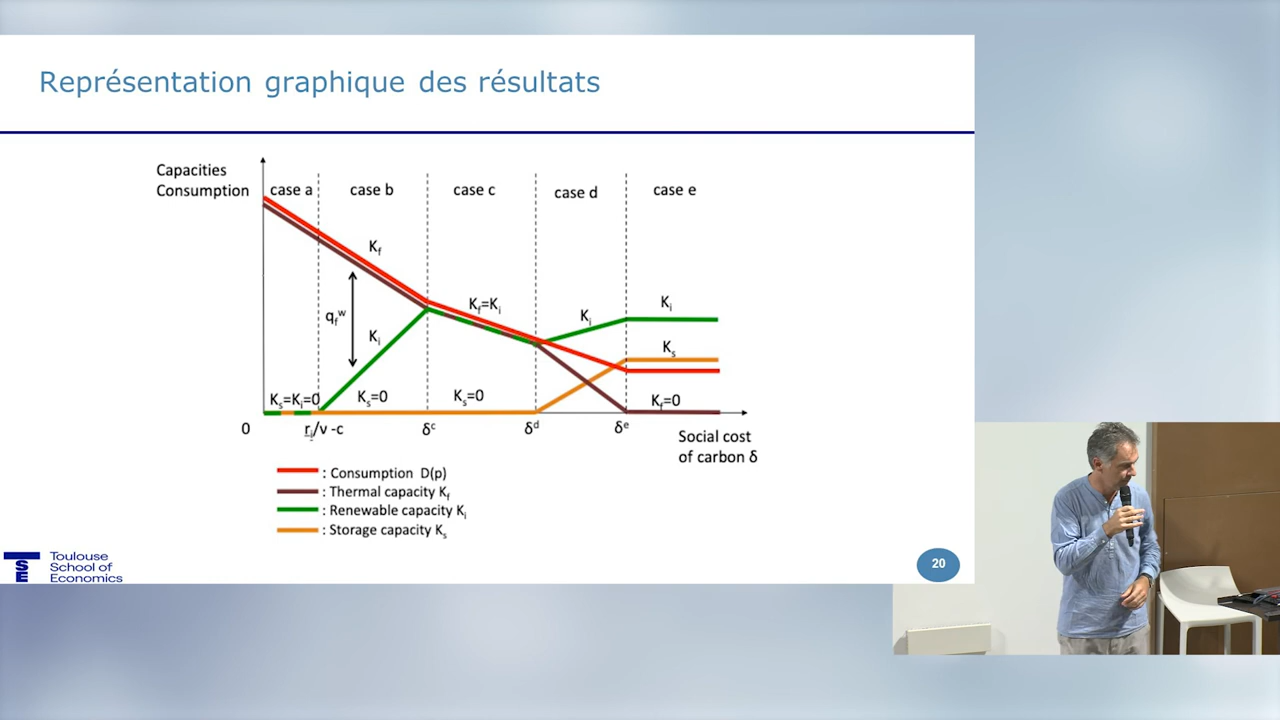 Représentation graphique des résultats
Capacities
Consumption
case a
case b
case c
case d
case e
Kf
qfw
Ki
Kf=Ki
Ki
Ki
Ks
Ks=Ki=0
Ks=0
Ks=0
Kf=0
0
ri/ν -c
δc
δd
δe
Social cost
of carbon δ
: Consumption D(p)
: Thermal capacity Kf
: Renewable capacity Ki
: Storage capacity Ks
TSE
Toulouse
School of
Economics
20